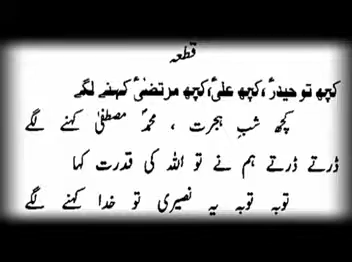 قطعہ
کچھ تو حیدرؑ، کچھ علیؑ، کچھ مرتضیٰؑ کہنے لگے
کچھ شبِ ہجرت، محمدؐ مصطفیٰ کہنے لگے
ڈرتے ڈرتے ہم نے تو اللہ کی قدرت کہا
توبہ توبہ یہ نصیری تو خدا کہنے لگے